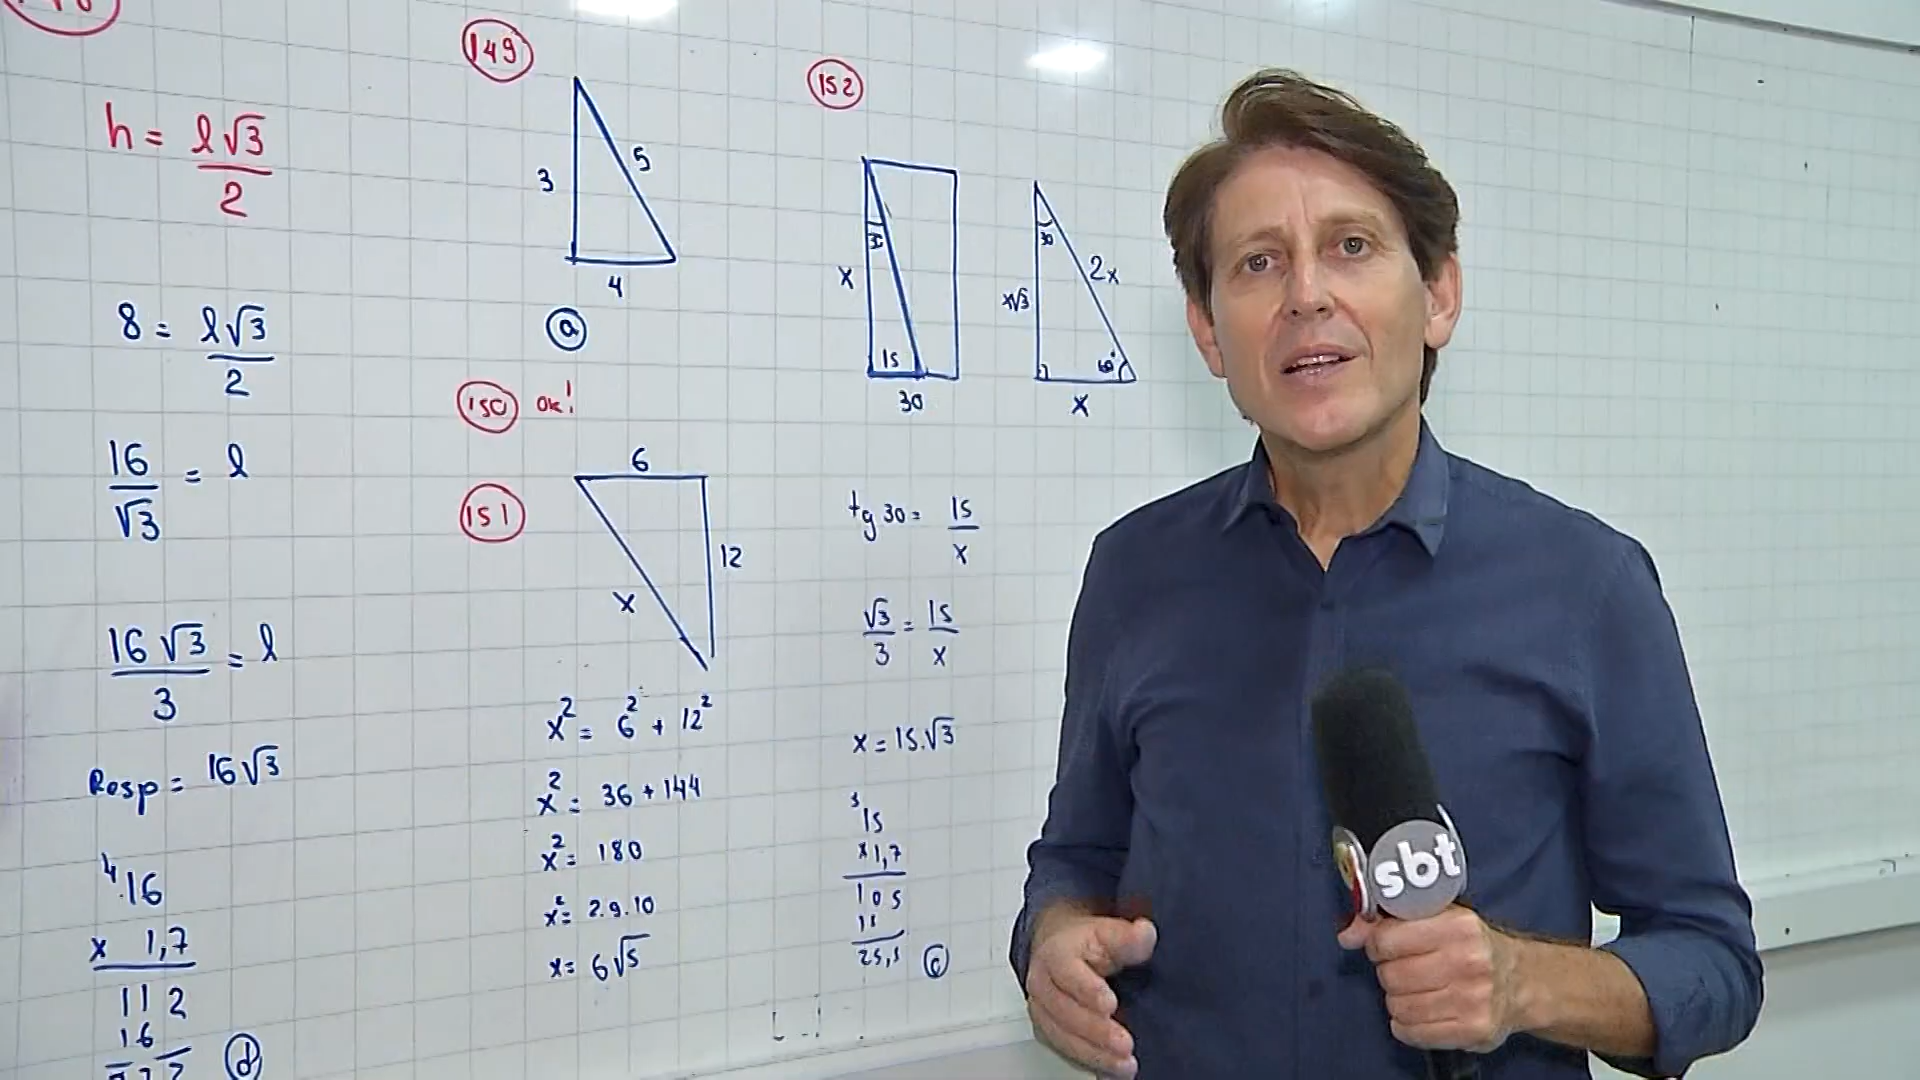 h = l√3
2
8 = l√3
2
16
√3
= l
16√3
3
= l
Resp = 16√3
4
16
x 1,7
112
16
d
149
3
5
4
a
150 OK!
151
6
12
x
x² = 6² + 12²
x² = 36 + 144
x² = 180
x² = 2.9.10
x = 6√5
152
x
15
30
30
2x
x√3
60°
x
tg 30 = 15
x
√3 = 15
3 x
x = 15.√3
3
15
x 1,7
105
15
25,5
c
sbt